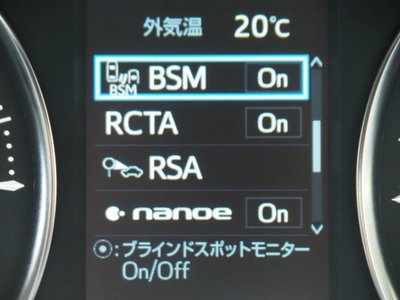 外気温 20℃
BSM BSM On
RCTA On
RSA
nanoe On
⦿:ブラインドスポットモニター
On/Off